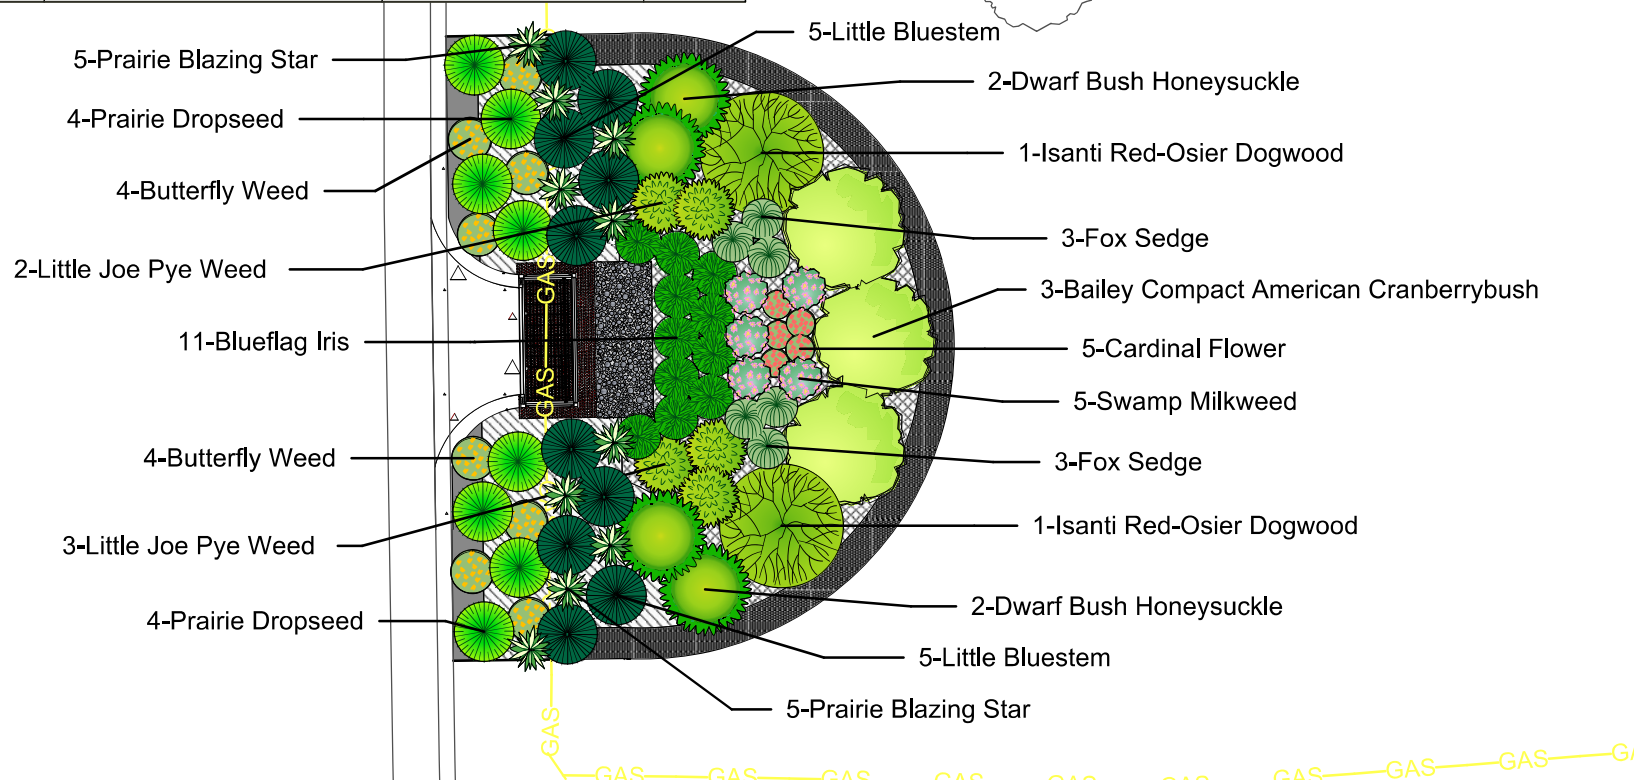 5-Little Bluestem
5-Prairie Blazing Star
2-Dwarf Bush Honeysuckle
4-Prairie Dropseed
1-Isanti Red-Osier Dogwood
4-Butterfly Weed
3-Fox Sedge
2-Little Joe Pye Weed
GAS
3-Bailey Compact American Cranberrybush
11-Blueflag Iris
5-Cardinal Flower
GAS
5-Swamp Milkweed
4-Butterfly Weed
3-Fox Sedge
1-Isanti Red-Osier Dogwood
3-Little Joe Pye Weed
2-Dwarf Bush Honeysuckle
4-Prairie Dropseed
5-Little Bluestem
5-Prairie Blazing Star
GAS
GAS GAS GAS GAS GAS GAS GAS GAS GAS